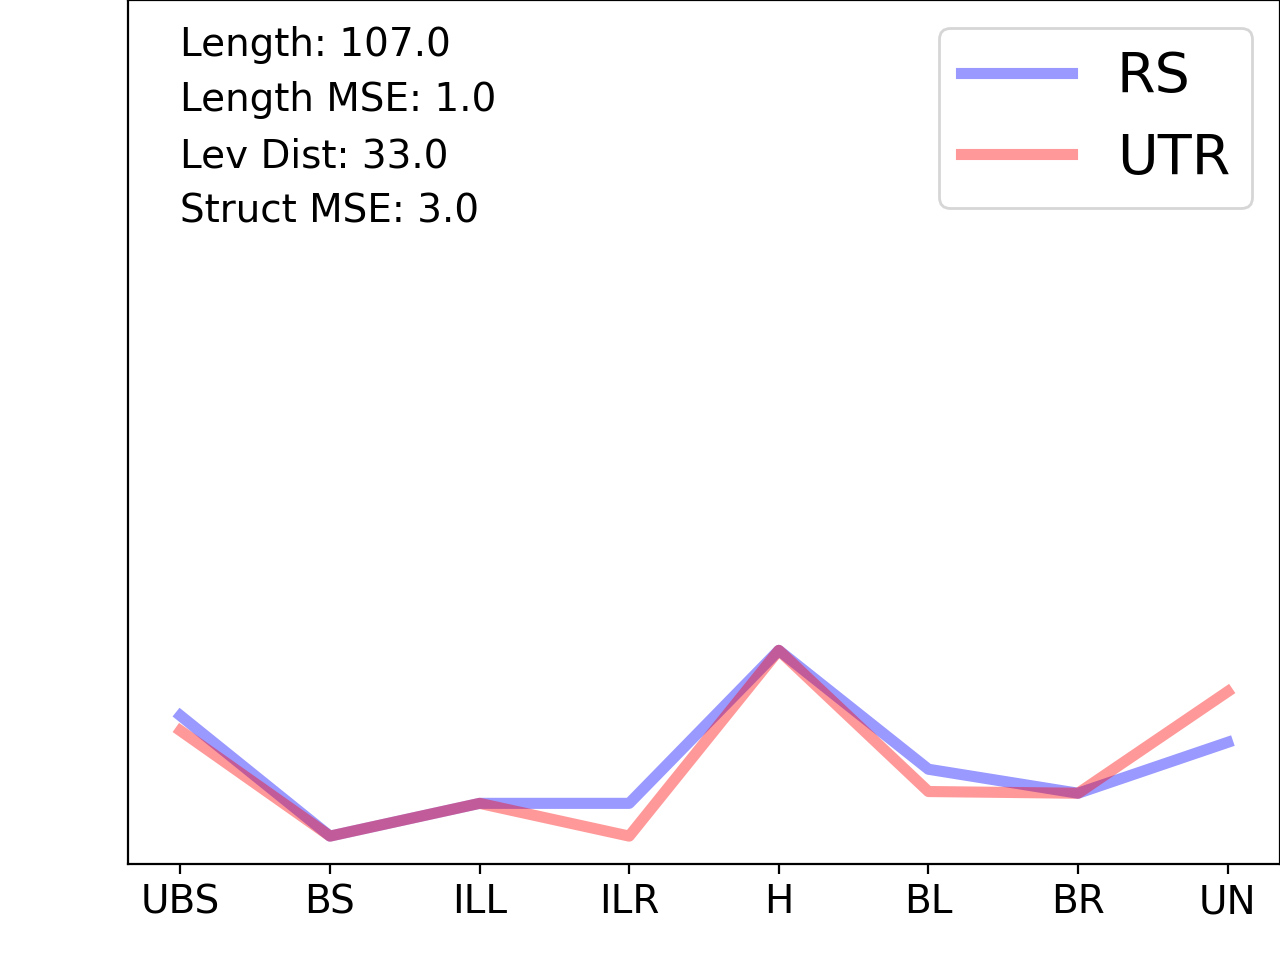 Length: 107.0
Length MSE: 1.0
Lev Dist: 33.0
Struct MSE: 3.0
RS
UTR
UBS BS ILL ILR H BL BR UN